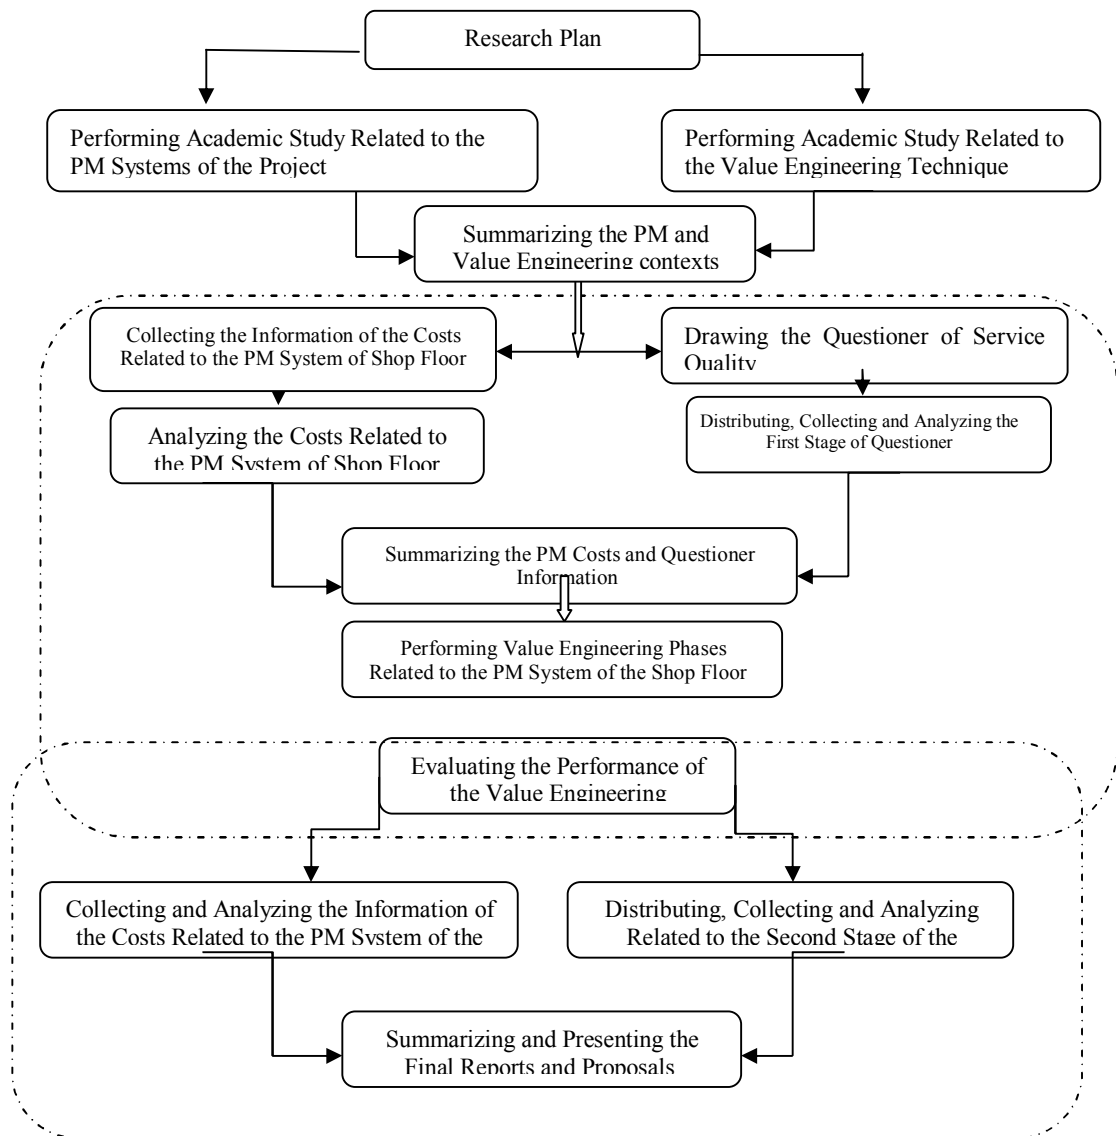 Research Plan
Performing Academic Study Related to the
PM Systems of the Project
Performing Academic Study Related to
the Value Engineering Technique
Summarizing the PM and
Value Engineering contexts
Collecting the Information of the Costs
Related to the PM System of Shop Floor
Drawing the Questioner of Service
Quality
Analyzing the Costs Related to
the PM System of Shop Floor
Distributing, Collecting and Analyzing the
First Stage of Questioner
Summarizing the PM Costs and Questioner
Information
Performing Value Engineering Phases
Related to the PM System of the Shop Floor
Evaluating the Performance of
the Value Engineering
Collecting and Analyzing the Information of
the Costs Related to the PM System of the
Distributing, Collecting and Analyzing
Related to the Second Stage of the
Summarizing and Presenting the
Final Reports and Proposals